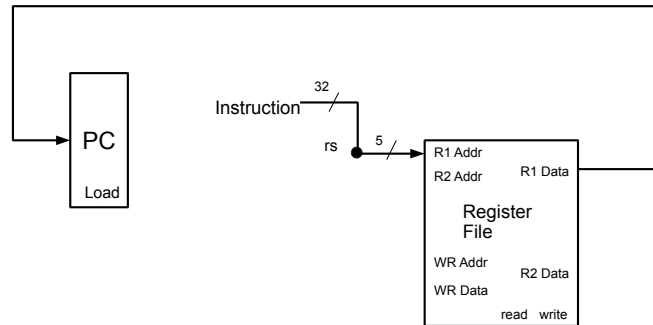 32
Instruction
rs
5
PC
Load
R1 Addr
R2 Addr
R1 Data
Register
File
WR Addr
WR Data
R2 Data
read write